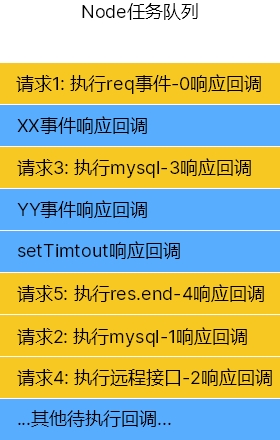 Node任务队列
请求1: 执行req事件-0响应回调
XX事件响应回调
请求3: 执行mysql-3响应回调
YY事件响应回调
setTimtout响应回调
请求5: 执行res.end-4响应回调
请求2: 执行mysql-1响应回调
请求4: 执行远程接口-2响应回调
...其他待执行回调...